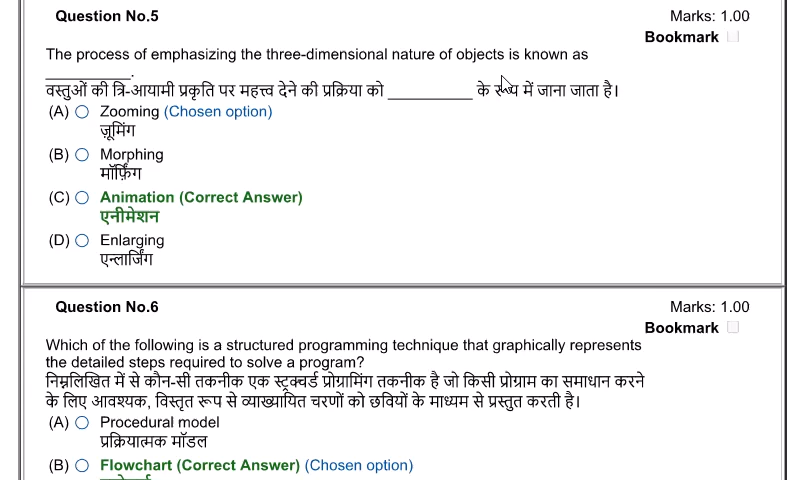 Question No.5 Marks: 1.00
Bookmark
The process of emphasizing the three-dimensional nature of objects is known as
____________.
वस्तुओं की त्रि-आयामी प्रकृति पर महत्त्व देने की प्रक्रिया को ____________ के रूप में जाना जाता है।
(A) Zooming (Chosen option)
ज़ूमिंग
(B) Morphing
मॉर्फ़िंग
(C) Animation (Correct Answer)
एनीमेशन
(D) Enlarging
एन्लार्जिंग
Question No.6 Marks: 1.00
Bookmark
Which of the following is a structured programming technique that graphically represents
the detailed steps required to solve a program?
निम्नलिखित में से कौन-सी तकनीक एक स्ट्रक्चर्ड प्रोग्रामिंग तकनीक है जो किसी प्रोग्राम का समाधान करने
के लिए आवश्यक, विस्तृत रूप से व्याख्यायित चरणों को छवियों के माध्यम से प्रस्तुत करती है।
(A) Procedural model
प्रक्रियात्मक मॉडल
(B) Flowchart (Correct Answer) (Chosen option)